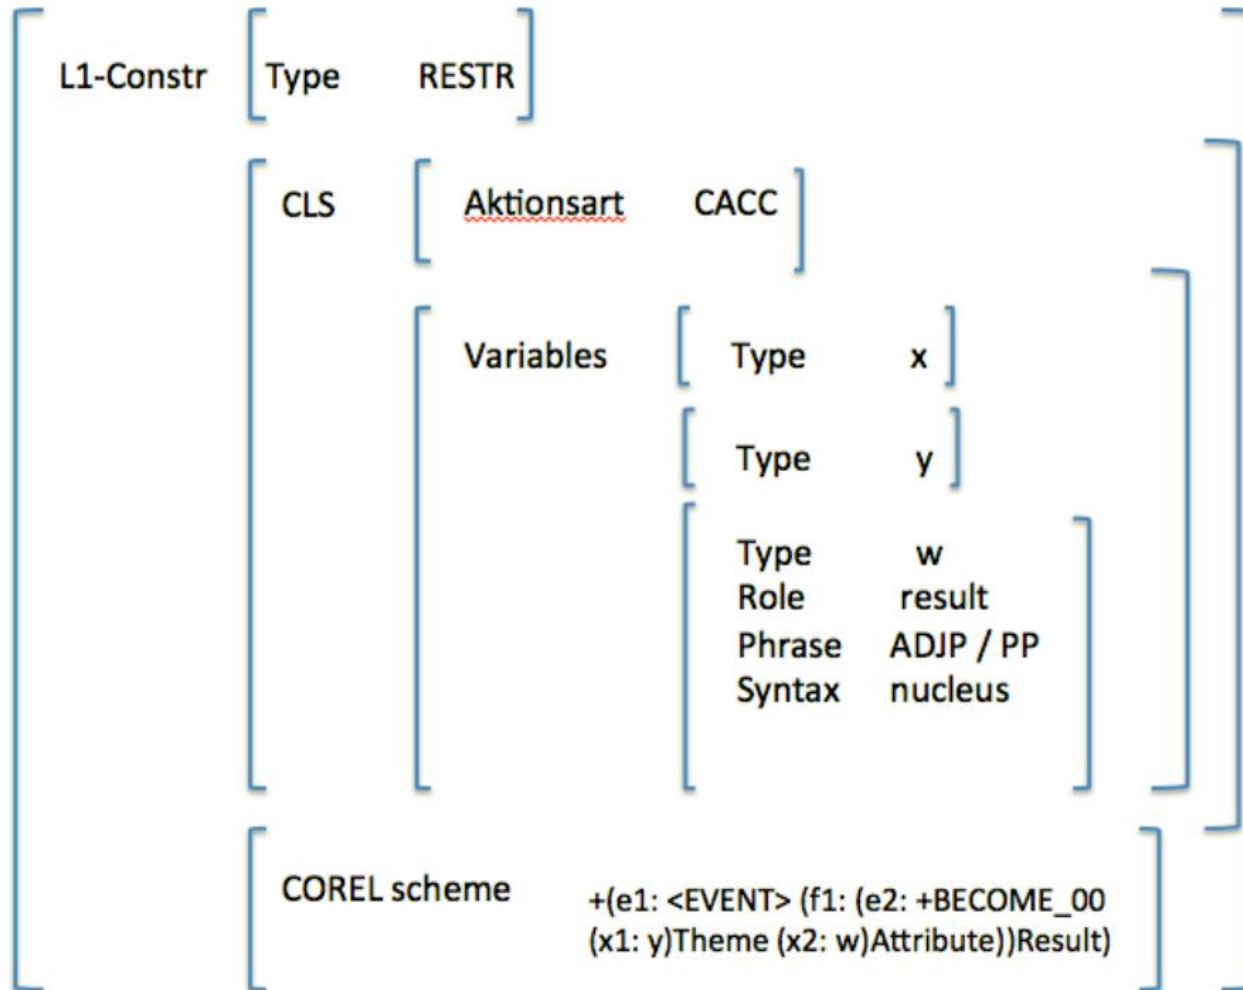 L1-Constr Type RESTR
CLS Aktionsart CACC
Variables Type x
Type y
Type w
Role result
Phrase ADJP / PP
Syntax nucleus
COREL scheme +(e1: <EVENT> (f1: (e2: +BECOME_00
(x1: y)Theme (x2: w)Attribute))Result)